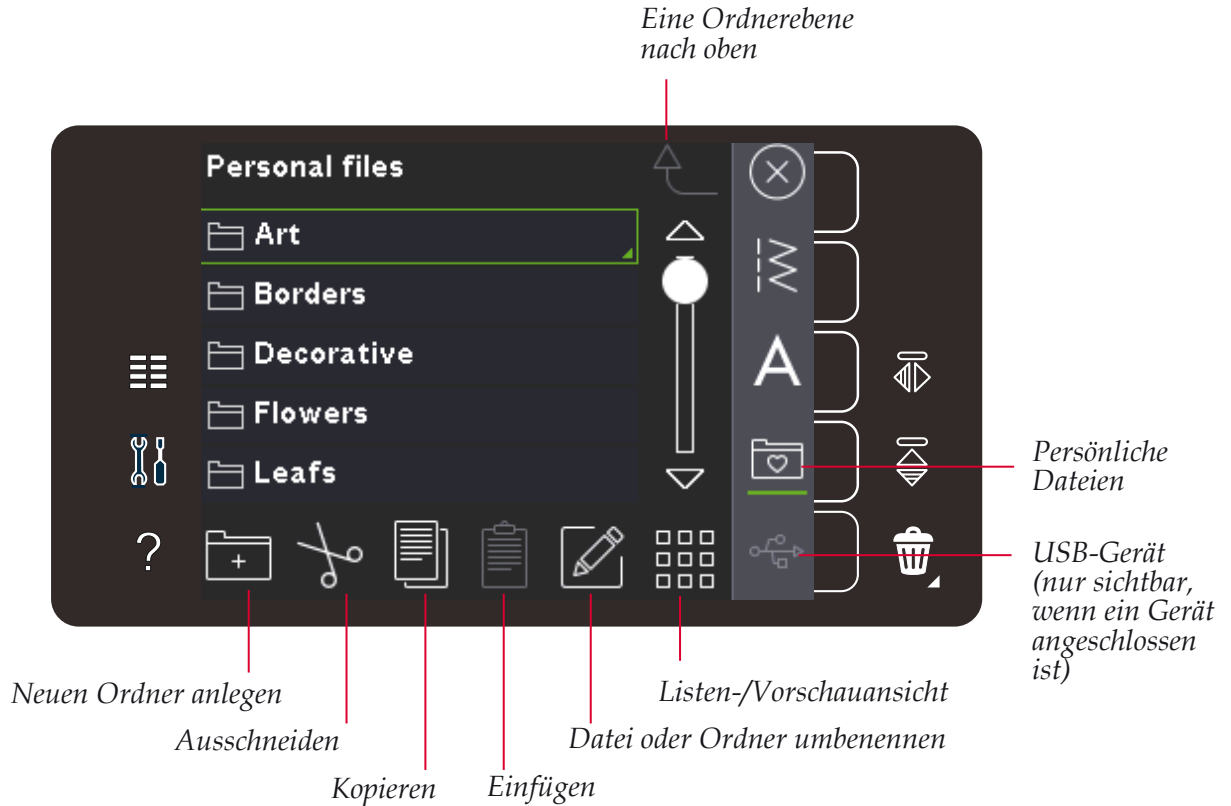 Eine Ordnerebene
nach oben
Personal files
Art
Borders
Decorative
Flowers
Leafs
A
?
Persönliche
Dateien
USB-Gerät
(nur sichtbar,
wenn ein Gerät
angeschlossen
ist)
Neuen Ordner anlegen
Listen-/Vorschauansicht
Ausschneiden
Datei oder Ordner umbenennen
Kopieren
Einfügen